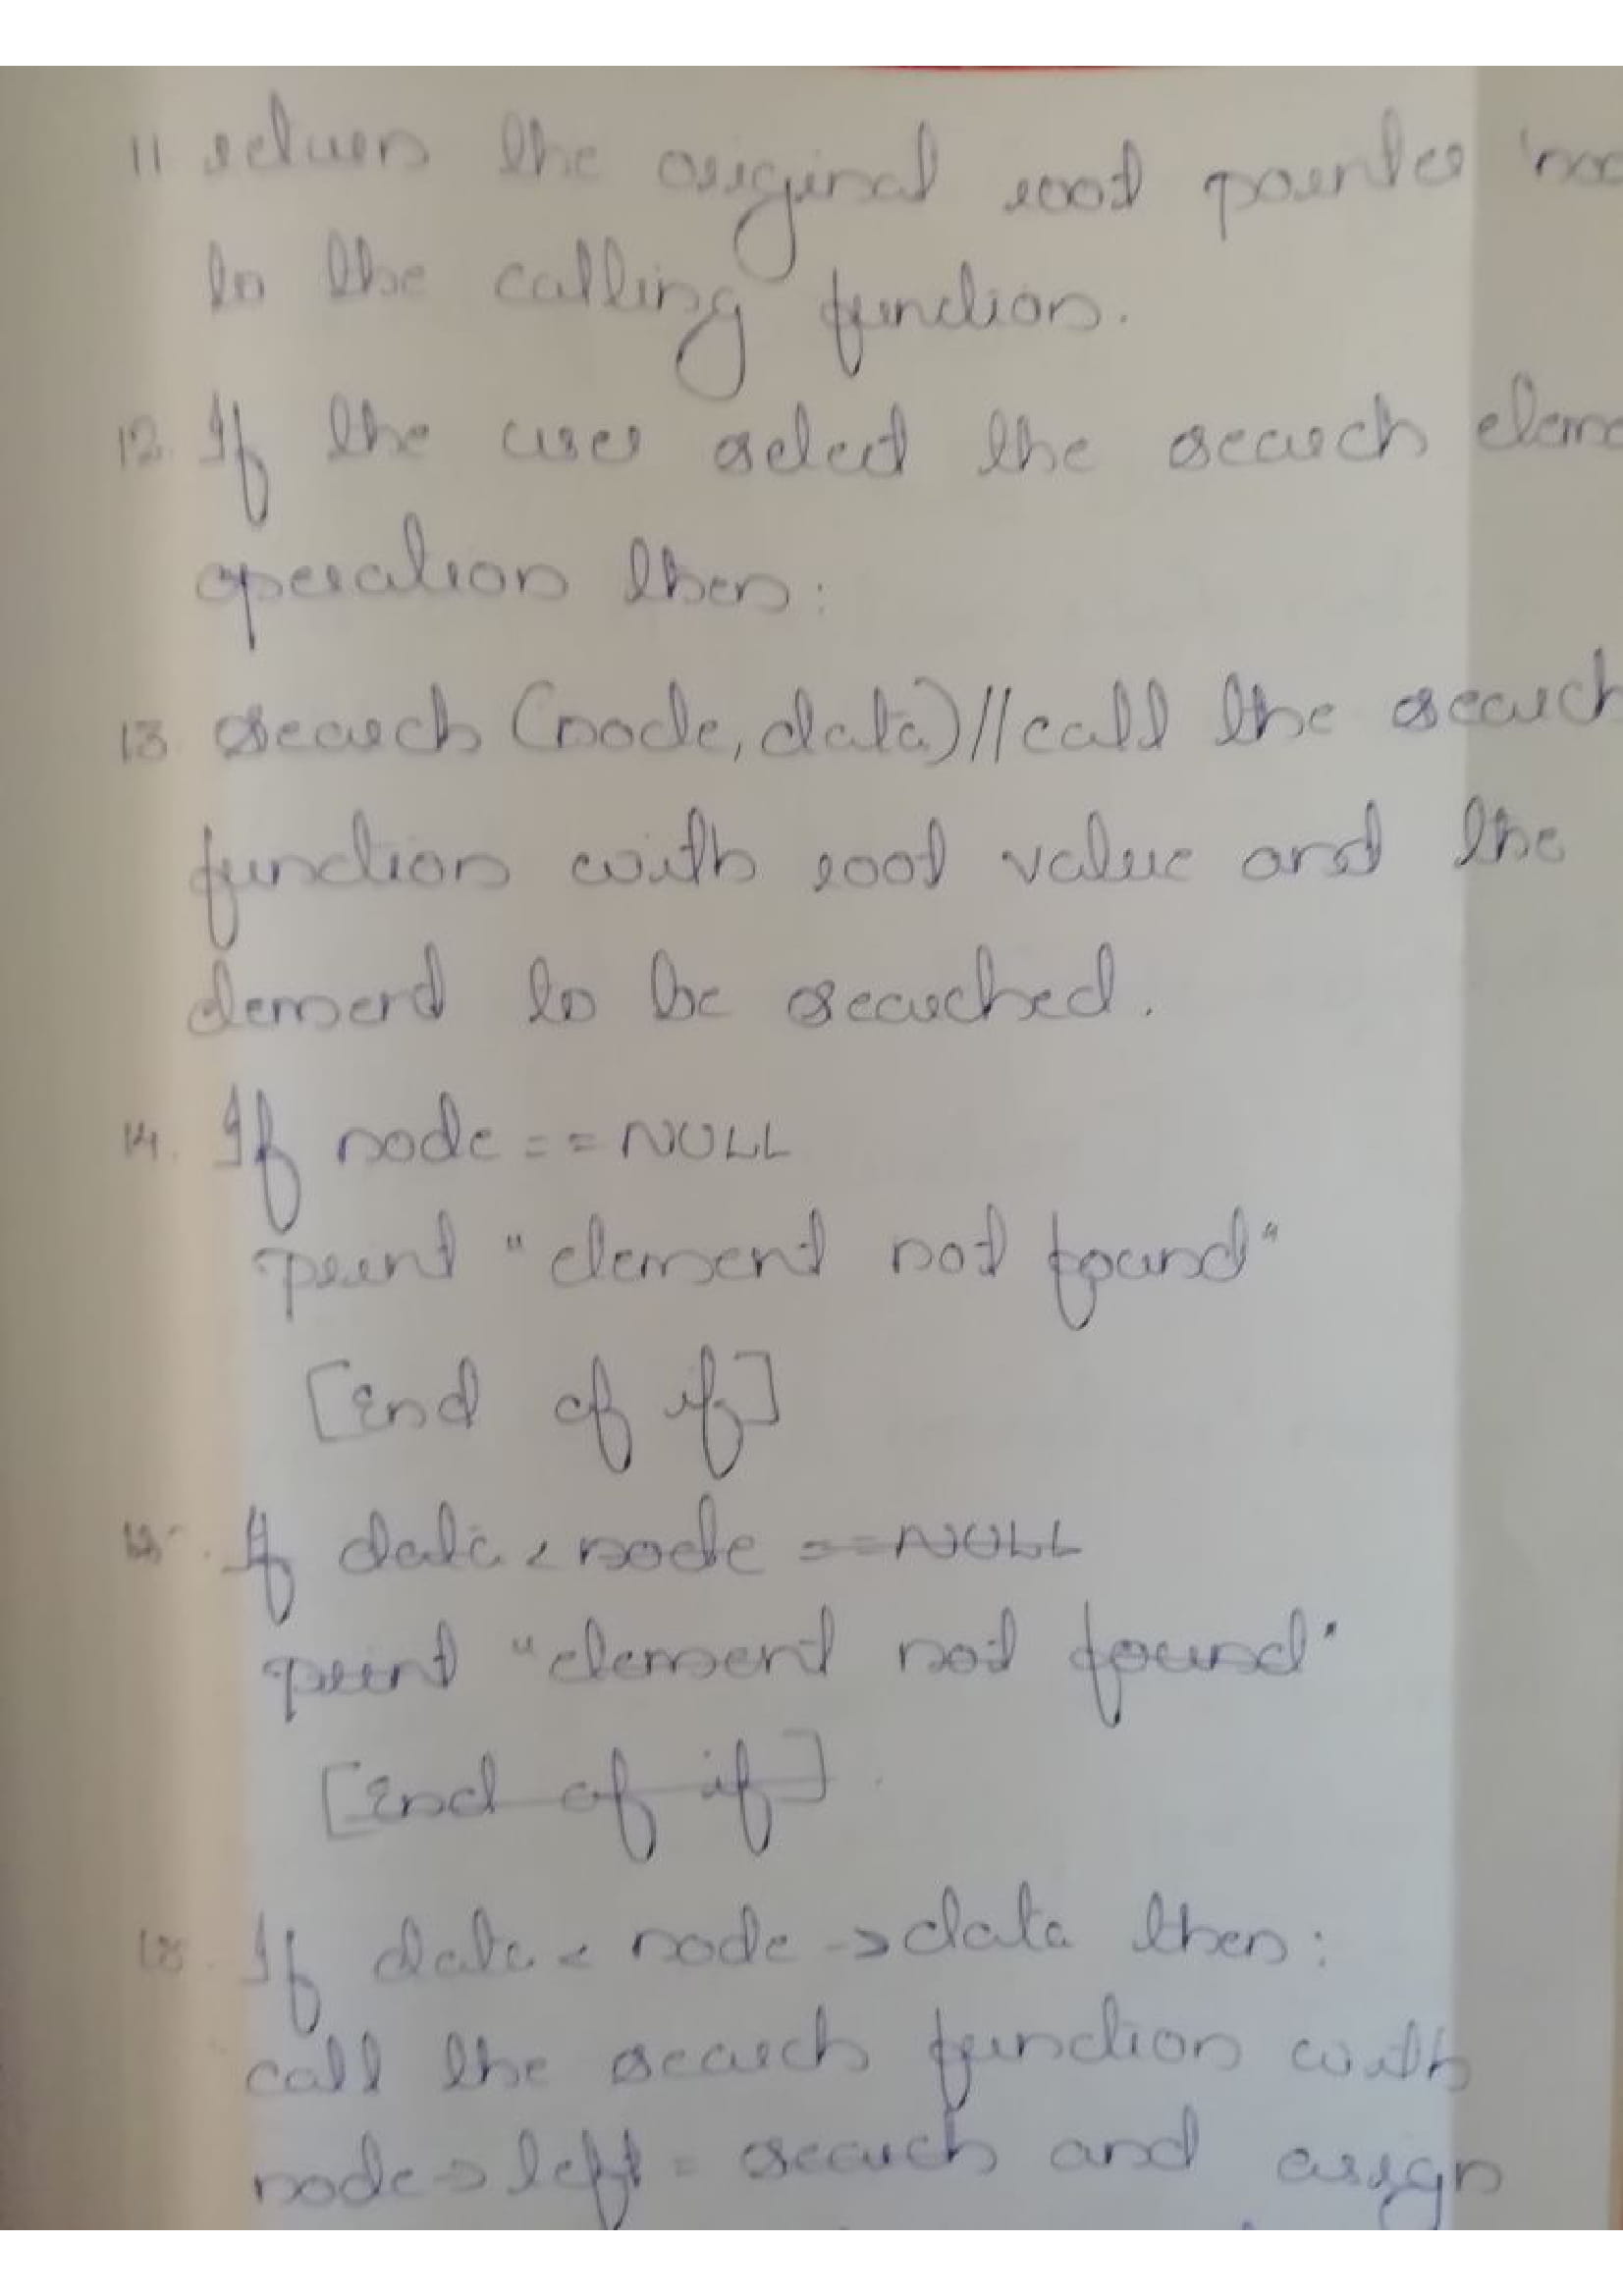 11 return the original root pointer 'noo
to the calling function.
12. If the user select the search eleme
operation then:
13. search (node, data) // call the search
function with root value and the
element to be searched.
14. If node == NULL
print "element not found"
[End of if]
15. If data < node == NULL
print "element not found"
[End of if].
If data < node -> data then:
call the search function with
node -> left = search and assign